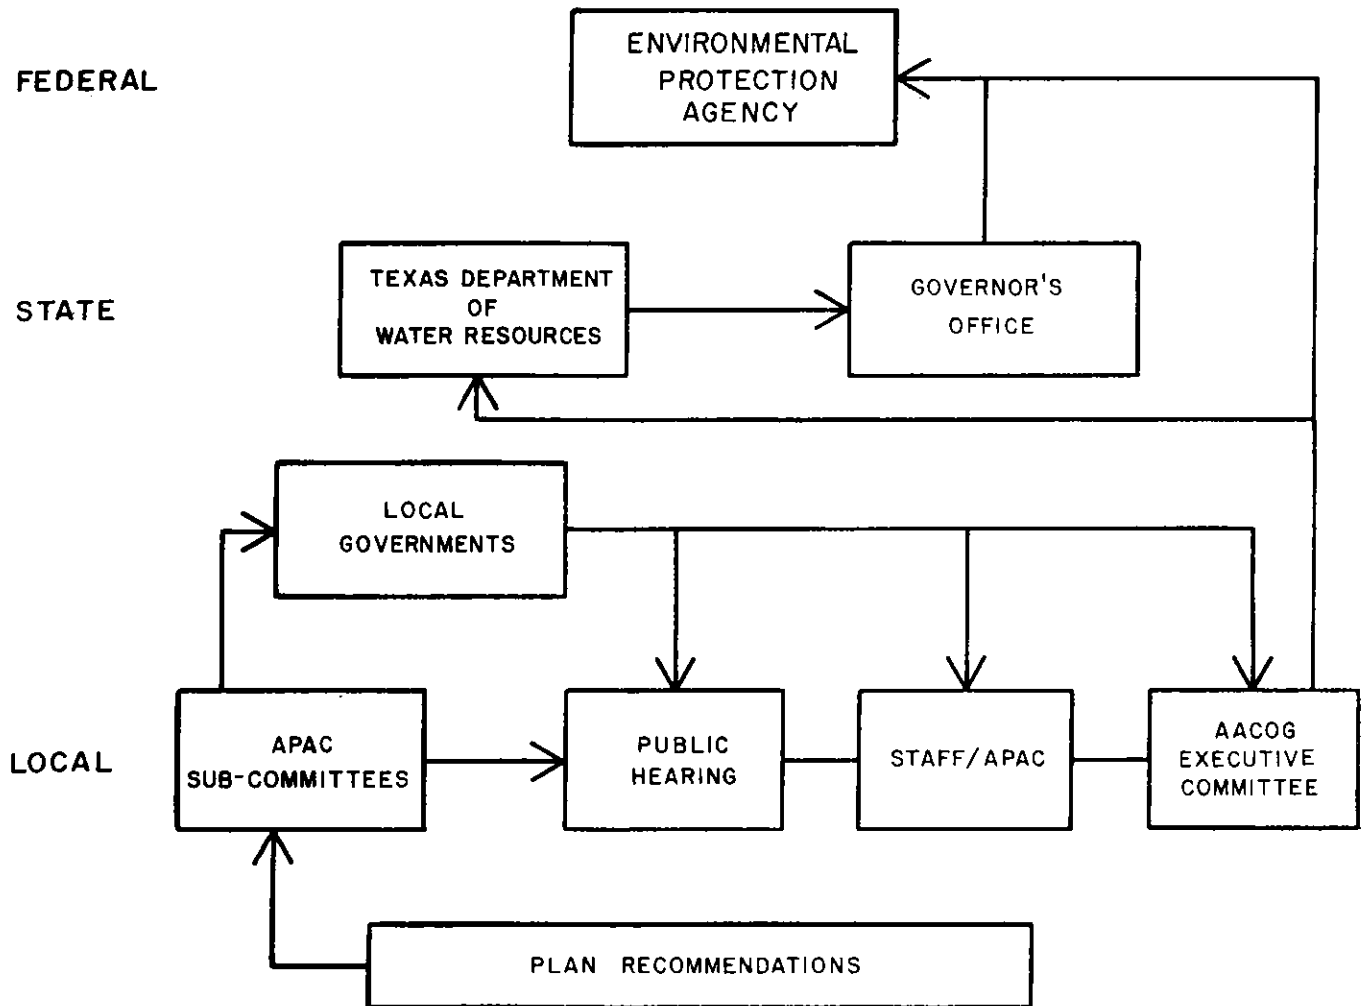 FEDERAL
ENVIRONMENTAL
PROTECTION
AGENCY
STATE
TEXAS DEPARTMENT
OF
WATER RESOURCES
GOVERNOR'S
OFFICE
LOCAL
GOVERNMENTS
LOCAL
APAC
SUB-COMMITTEES
PUBLIC
HEARING
STAFF/APAC
AACOG
EXECUTIVE
COMMITTEE
PLAN RECOMMENDATIONS